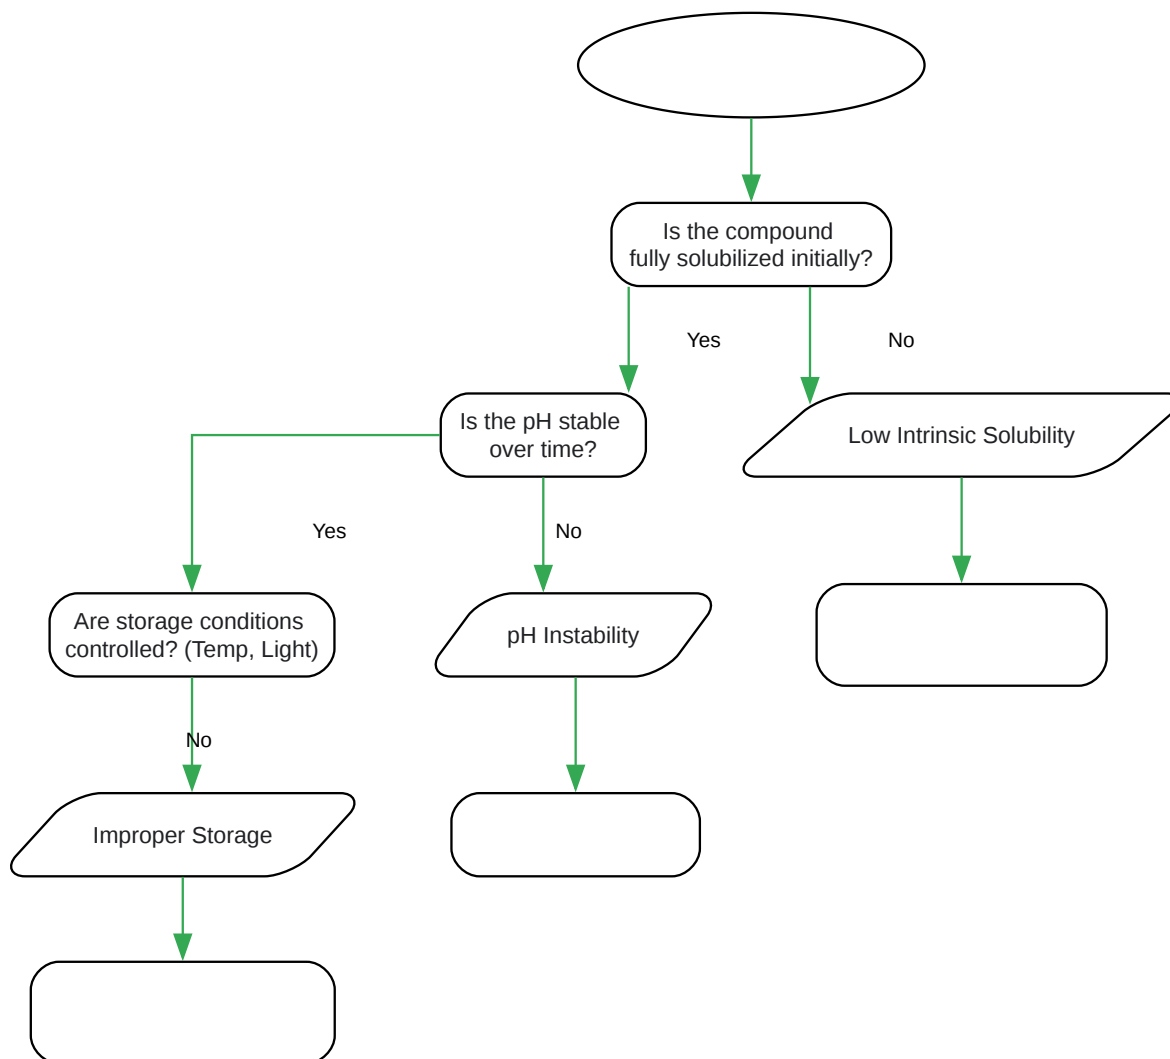 Is the compound
fully solubilized initially?
Yes
No
Is the pH stable
over time?
Low Intrinsic Solubility
Yes
No
Are storage conditions
controlled? (Temp, Light)
pH Instability
No
Improper Storage